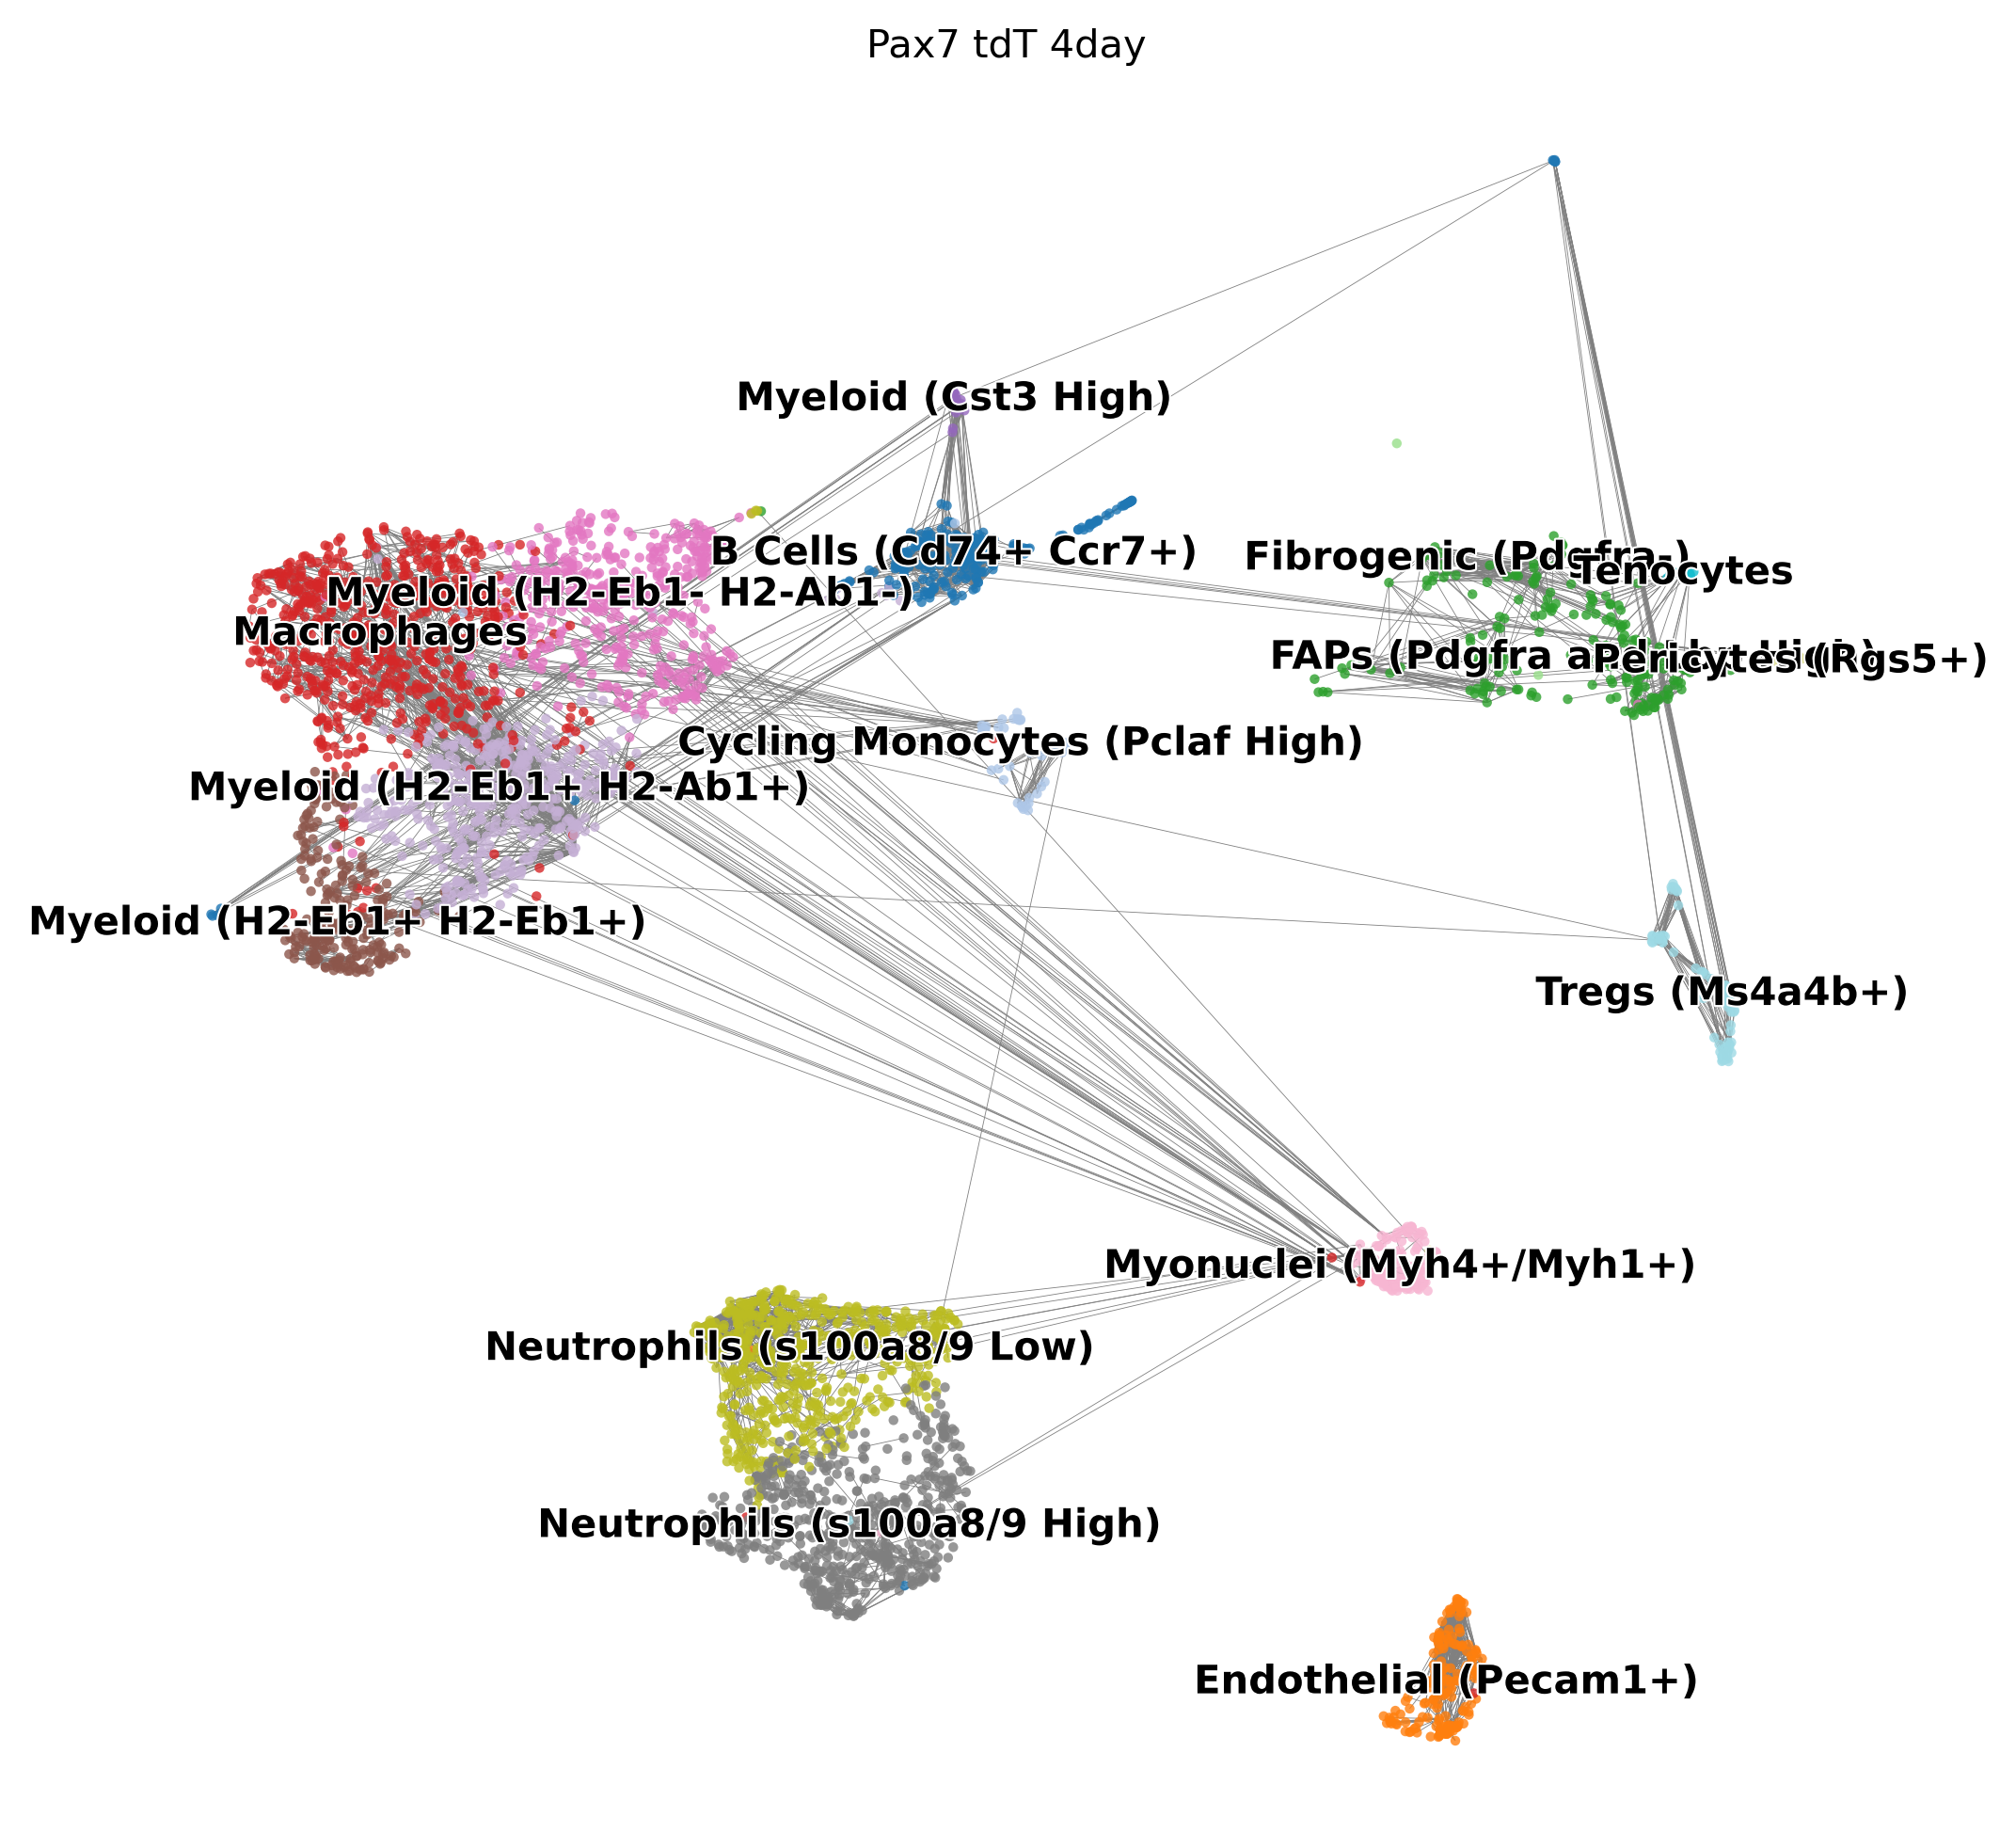 Pax7 tdT 4day
Myeloid (Cst3 High)
B Cells (Cd74+ Ccr7+)
Fibrogenic (Pdgfra-)
Tenocytes
Myeloid (H2-Eb1- H2-Ab1-)
Macrophages
FAPs (Pdgfra
Pericytes (Rgs5+)
Cycling Monocytes (Pclaf High)
Myeloid (H2-Eb1+ H2-Ab1+)
Myeloid (H2-Eb1+ H2-Eb1+)
Tregs (Ms4a4b+)
Myonuclei (Myh4+/Myh1+)
Neutrophils (s100a8/9 Low)
Neutrophils (s100a8/9 High)
Endothelial (Pecam1+)